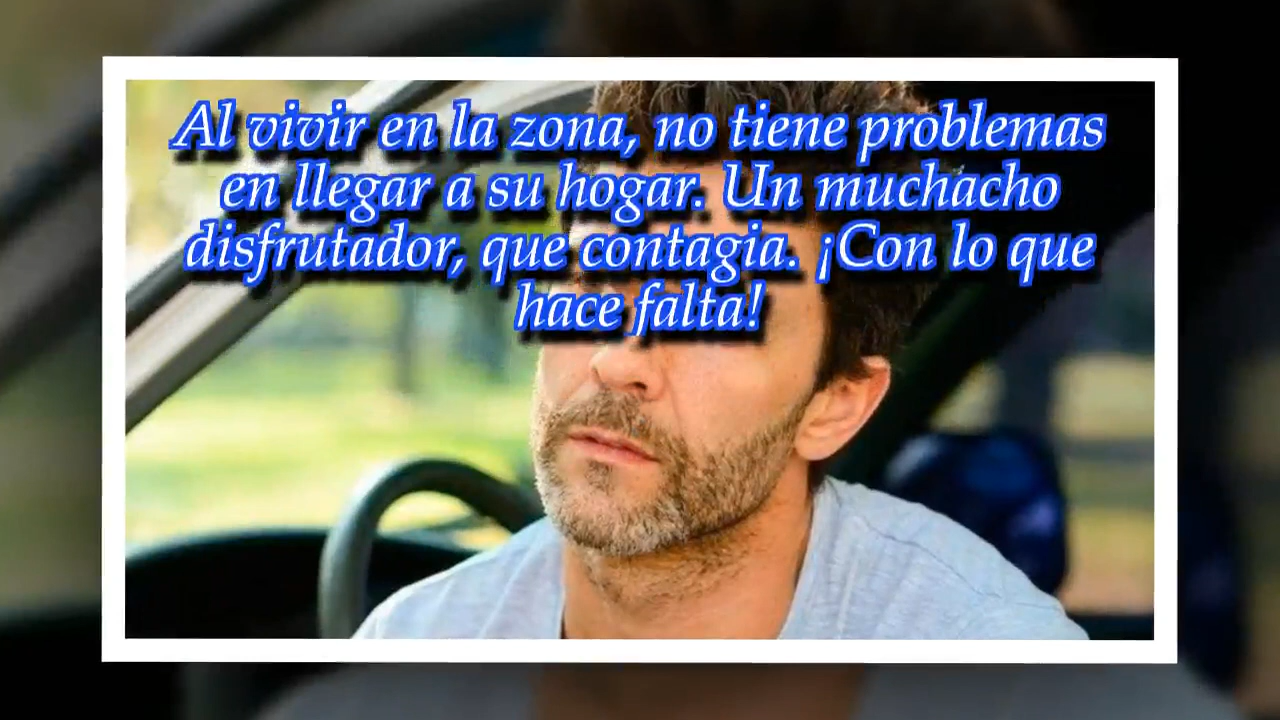 Al vivir en la zona, no tiene problemas
en llegar a su hogar. Un muchacho
disfrutador, que contagia. ¡Con lo que
hace falta!